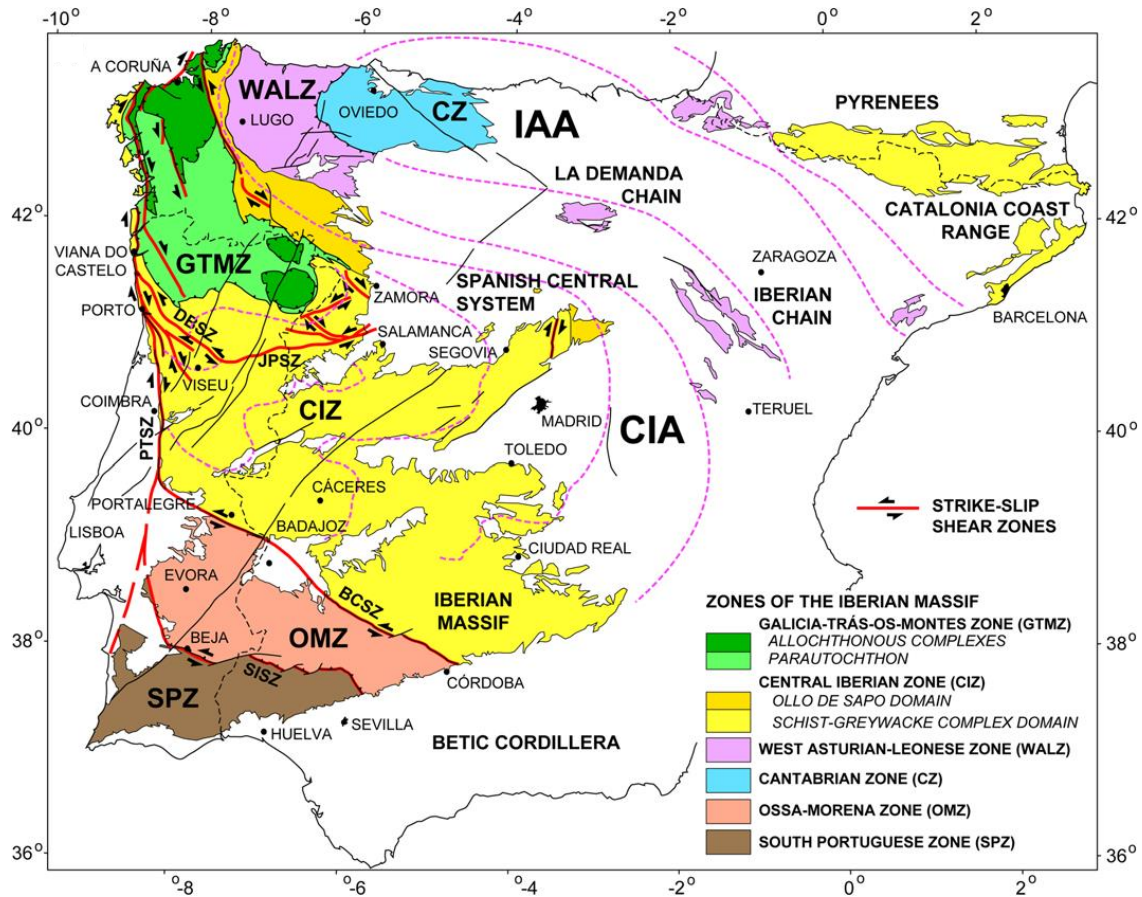 -10° -8° -6° -4° -2° 0° 2°
A CORUÑA
WALZ
LUGO
OVIEDO
CZ
IAA
PYRENEES
42°
42°
LA DEMANDA
CHAIN
CATALONIA COAST
RANGE
VIANA DO
CASTELO
GTMZ
ZARAGOZA
SPANISH CENTRAL
SYSTEM
IBERIAN
CHAIN
ZAMORA
BARCELONA
PORTO
DBSZ
SALAMANCA
SEGOVIA
JPSZ
VISEU
COIMBRA
CIZ
MADRID
TERUEL
40°
40°
PTSZ
CIA
TOLEDO
CÁCERES
PORTALEGRE
BADAJOZ
STRIKE-SLIP
SHEAR ZONES
LISBOA
CIUDAD REAL
EVORA
BCSZ
IBERIAN
MASSIF
OMZ
BEJA
38°
38°
SISZ
CÓRDOBA
SPZ
SEVILLA
HUELVA
BETIC CORDILLERA
36°
36°
ZONES OF THE IBERIAN MASSIF
GALICIA-TRÁS-OS-MONTES ZONE (GTMZ)
ALLOCHTHONOUS COMPLEXES
PARAUTOCHTHON
CENTRAL IBERIAN ZONE (CIZ)
OLLO DE SAPO DOMAIN
SCHIST-GREYWACKE COMPLEX DOMAIN
WEST ASTURIAN-LEONESE ZONE (WALZ)
CANTABRIAN ZONE (CZ)
OSSA-MORENA ZONE (OMZ)
SOUTH PORTUGUESE ZONE (SPZ)
-8° -6° -4° -2° 0° 2°